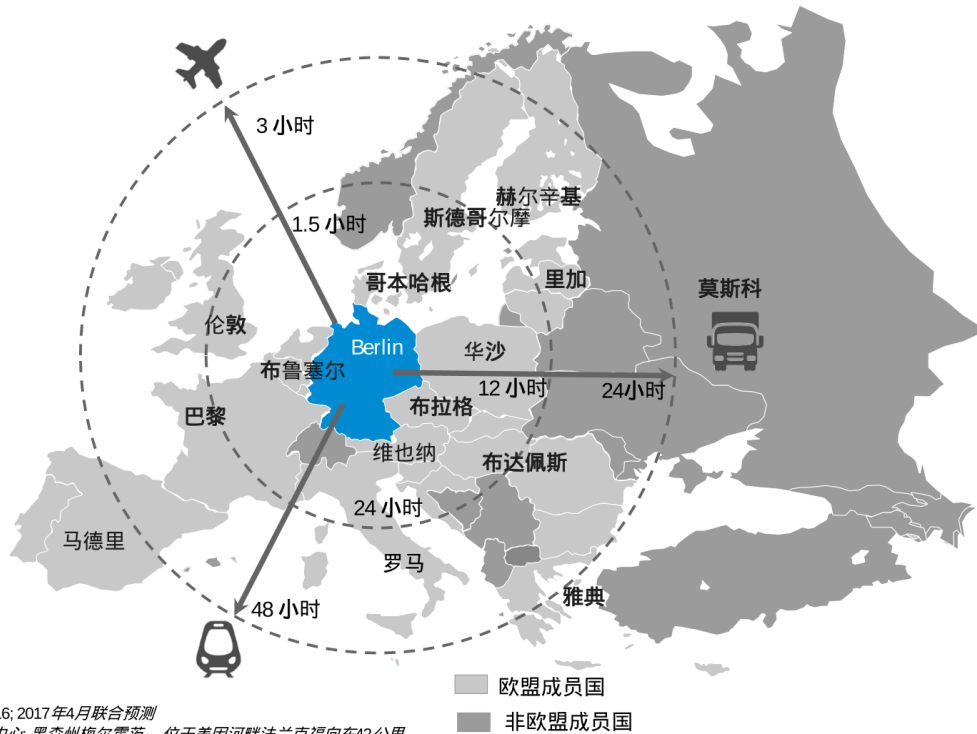 3 小时
1.5 小时
赫尔辛基
斯德哥尔摩
哥本哈根
里加
莫斯科
伦敦
Berlin
华沙
布鲁塞尔
12 小时
24小时
巴黎
布拉格
维也纳
布达佩斯
24 小时
马德里
罗马
雅典
48 小时
欧盟成员国
非欧盟成员国
16; 2017年4月联合预测